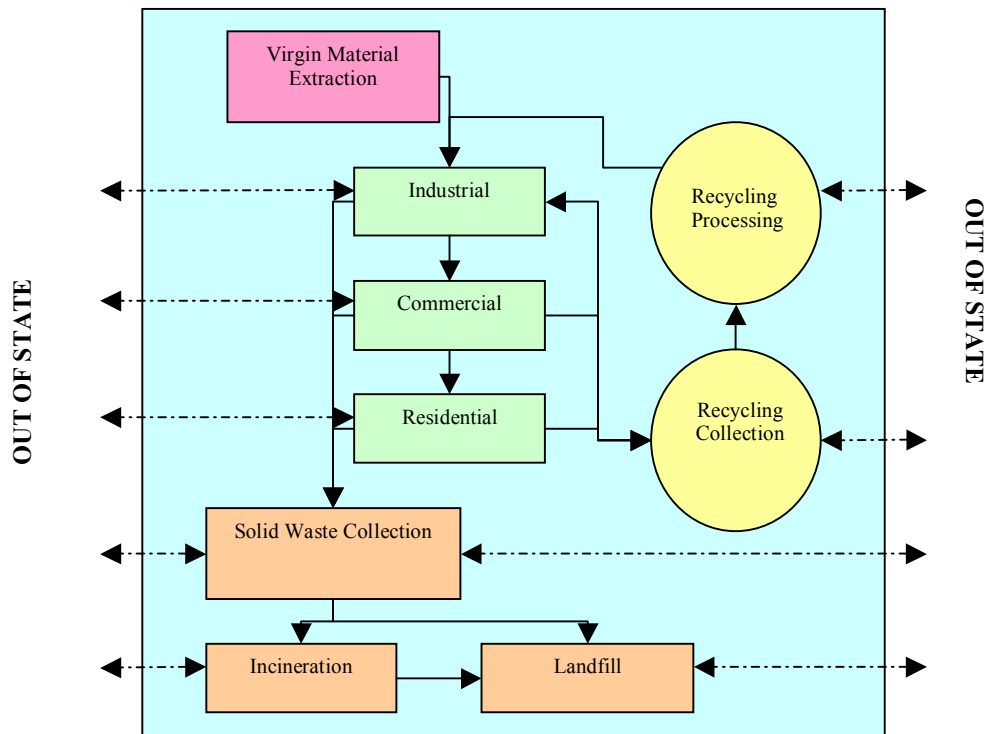 Virgin Material
Extraction
Industrial
Recycling
Processing
OUT OF STATE
OUT OF STATE
Commercial
Residential
Recycling
Collection
Solid Waste Collection
Incineration
Landfill